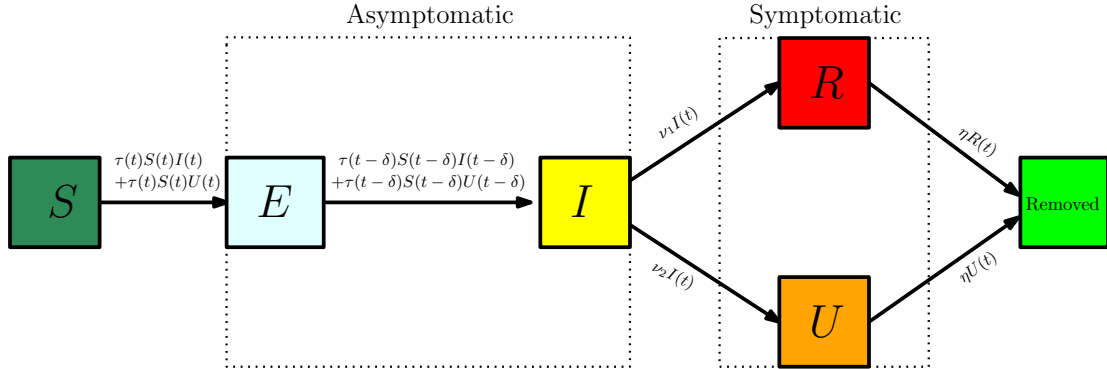 Asymptomatic
Symptomatic
S
τ(t)S(t)I(t)
+τ(t)S(t)U(t)
E
τ(t − δ)S(t−δ)I(t−δ)
+τ(t−δ)S(t−δ)U(t−δ)
I
ν₁I(t)
ν₂I(t)
R
U
ηR(t)
ηU(t)
Removed